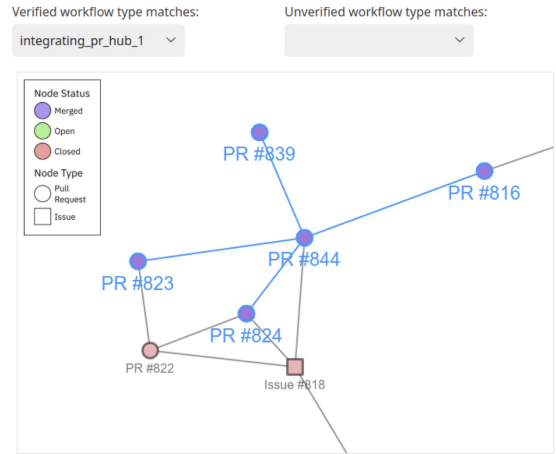 Verified workflow type matches:
Unverified workflow type matches:
integrating_pr_hub_1
Node Status
Merged
Open
Closed
Node Type
Pull
Request
Issue
PR #839
PR #816
PR #844
PR #823
PR #824
PR #822
Issue #818